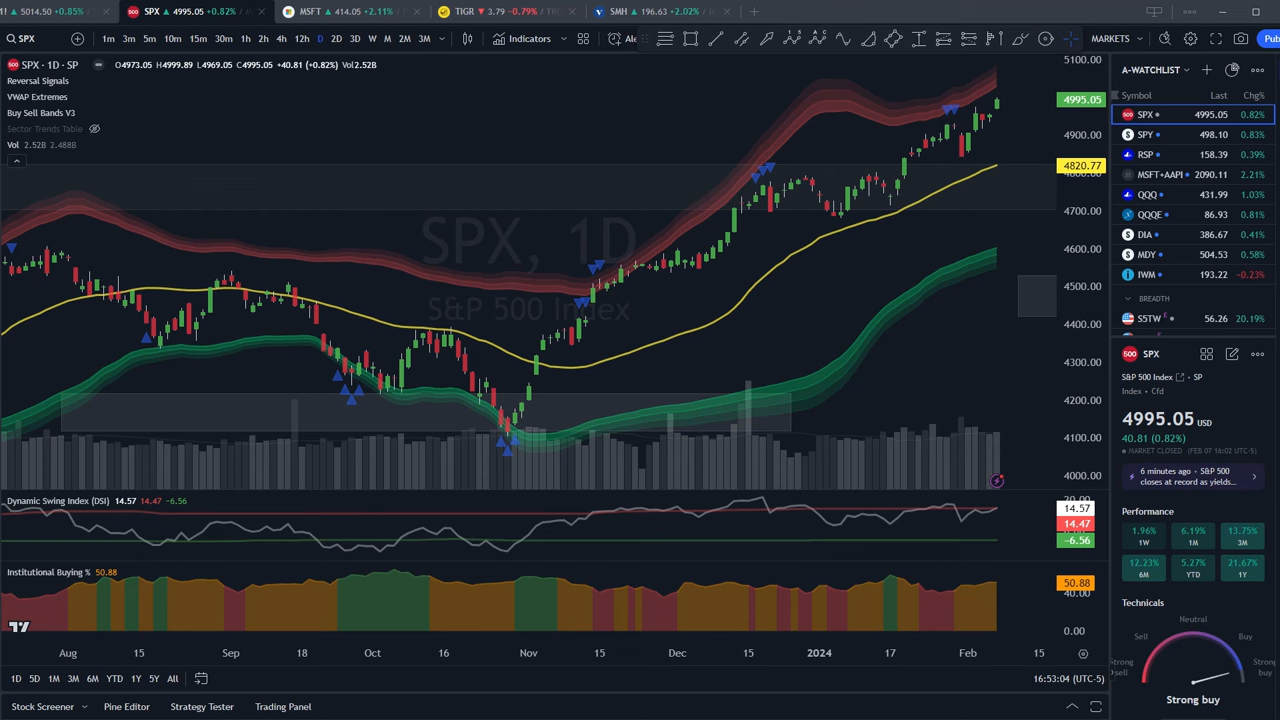 5014.50 +0.85%
SPX ▲ 4995.05 +0.82%
MSFT ▲ 414.05 +2.11%
TIGR ▼ 3.79 −0.79%
SMH ▲ 196.63 +2.02%
SPX
1m 3m 5m 10m 15m 30m 1h 2h 4h 12h D 2D 3D W M 2M 3M
Indicators
MARKETS
SPX · 1D · SP
O4973.05 H4999.89 L4969.05 C4995.05 +40.81 (+0.82%) Vol2.52B
Reversal Signals
VWAP Extremes
Buy Sell Bands V3
Sector Trends Table
Vol 2.52B 2.488B
SPX, 1D
S&P 500 Index
5100.00
4995.05
4900.00
4820.77
4700.00
4600.00
4500.00
4400.00
4300.00
4200.00
4100.00
4000.00
Dynamic Swing Index (DSI) 14.57 14.47 −6.56
14.57
14.47
−6.56
Institutional Buying % 50.88
50.88
40.00
0.00
Aug 15 Sep 18 Oct 16 Nov 15 Dec 15 2024 17 Feb 15
1D 5D 1M 3M 6M YTD 1Y 5Y All
16:53:04 (UTC-5)
Stock Screener Pine Editor Strategy Tester Trading Panel
A-WATCHLIST
Symbol Last Chg%
SPX 4995.05 0.82%
SPY 498.10 0.83%
RSP 158.39 0.39%
MSFT+AAPl 2090.11 2.21%
QQQ 431.99 1.03%
QQQE 86.93 0.81%
DIA 386.67 0.41%
MDY 504.53 0.58%
IWM 193.22 −0.23%
BREADTH
S5TW E 56.26 20.19%
SPX
S&P 500 Index · SP
Index · Cfd
4995.05 USD
40.81 (0.82%)
MARKET CLOSED (FEB 07 16:02 UTC-5)
6 minutes ago · S&P 500
closes at record as yields...
Performance
1.96% 6.19% 13.75%
1W 1M 3M
12.23% 5.27% 21.67%
6M YTD 1Y
Technicals
Neutral
Sell Buy
Strong buy